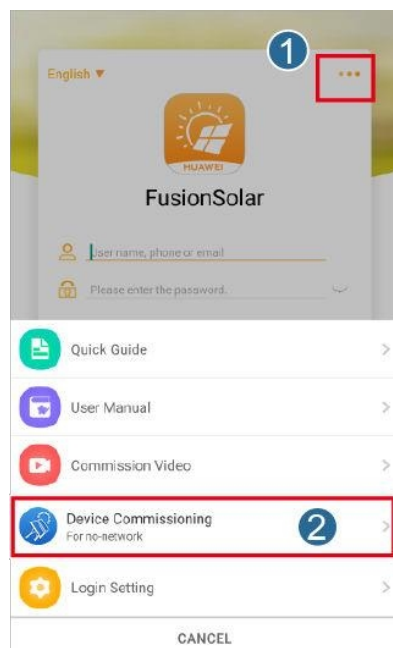 1
English ▼
HUAWEI
FusionSolar
User name, phone or email
Please enter the password.
Quick Guide
User Manual
Commission Video
Device Commissioning
For no-network
2
Login Setting
CANCEL